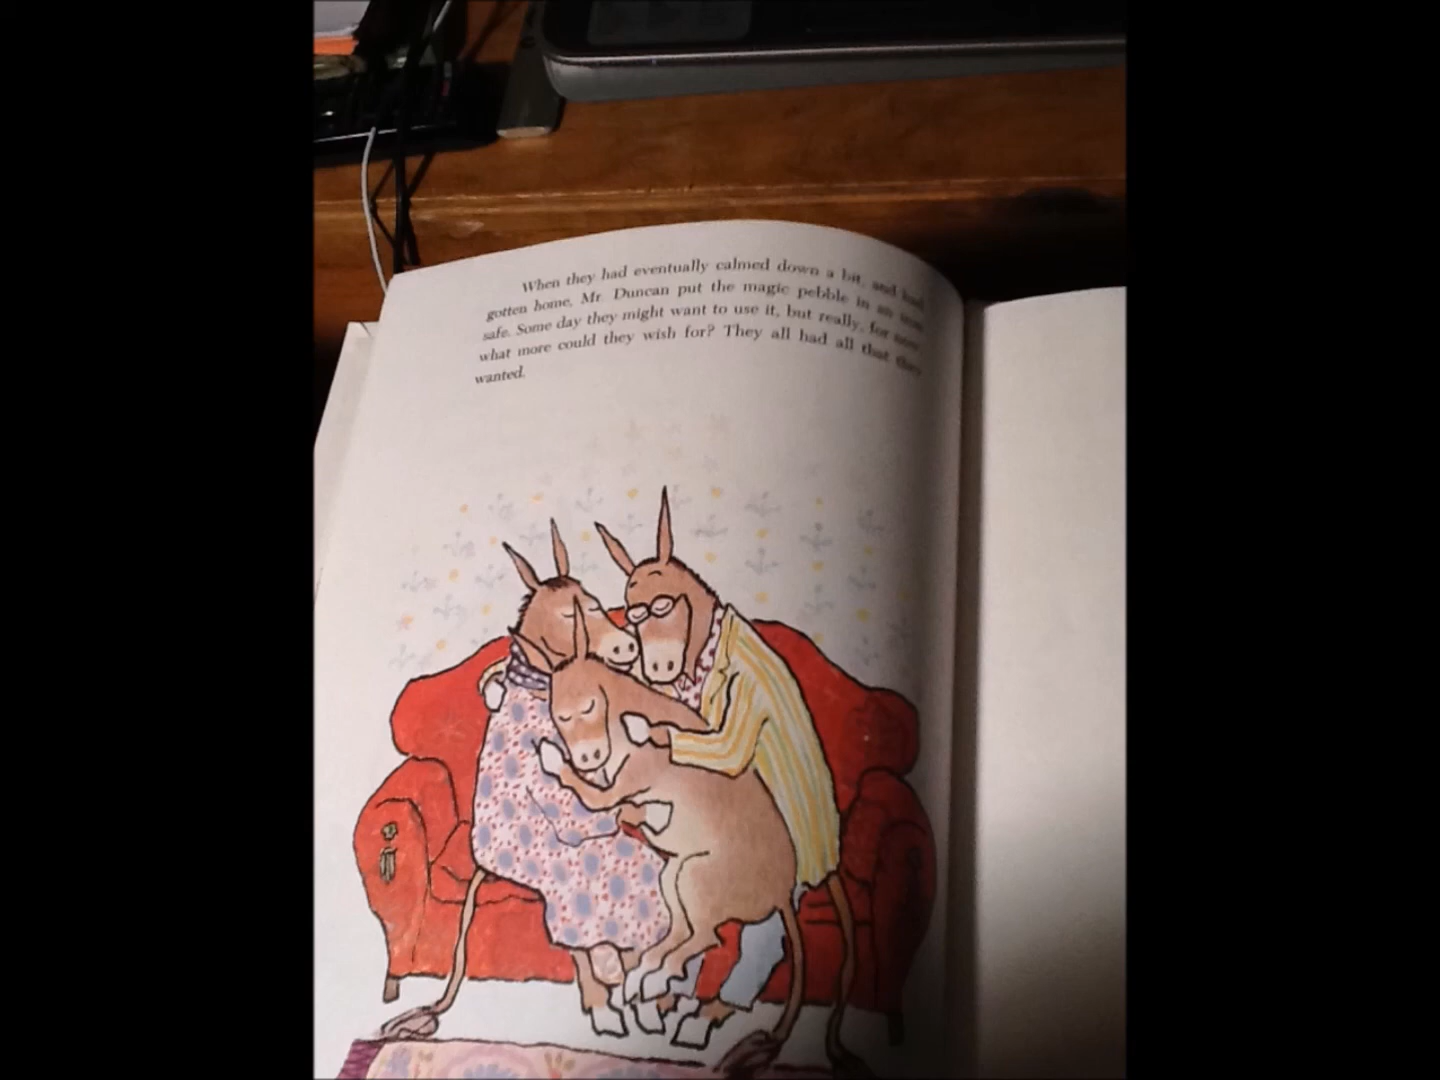 When they had eventually calmed down a bit, and had
gotten home, Mr. Duncan put the magic pebble in an iron
safe. Some day they might want to use it, but really, for now,
what more could they wish for? They all had all that they
wanted.